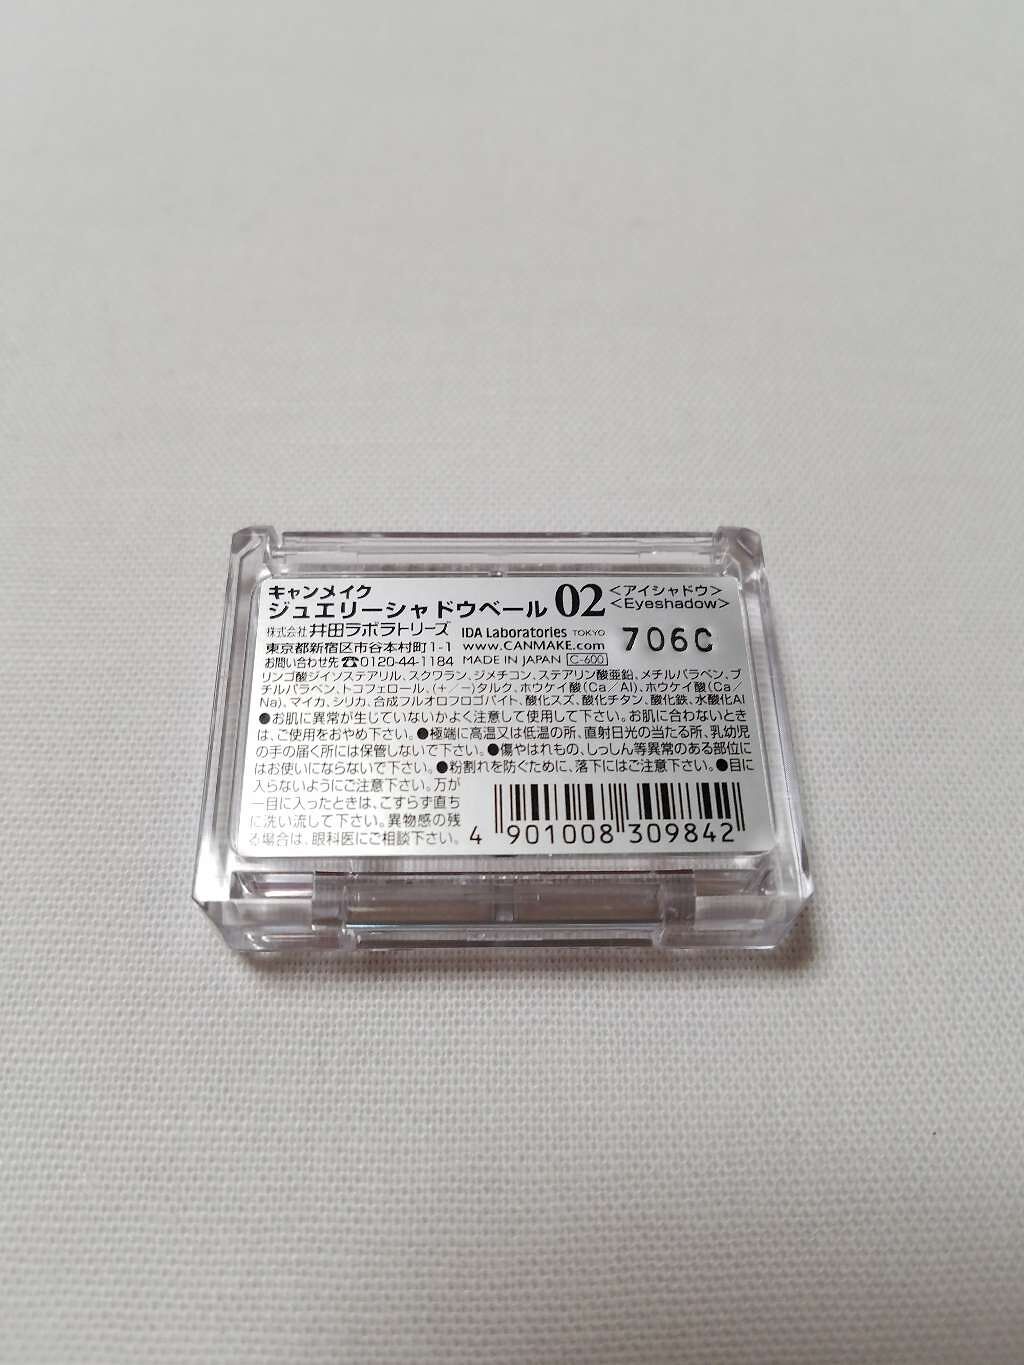 キャンメイク
ジュエリーシャドウベール 02 <アイシャドウ>
<Eyeshadow>
株式会社 井田ラボラトリーズ IDA Laboratories TOKYO 706C
東京都新宿区市谷本村町1-1 www.CANMAKE.com
お問い合わせ先 ☎0120-44-1184 MADE IN JAPAN C-600
リンゴ酸ジイソステアリル、スクワラン、ジメチコン、ステアリン酸亜鉛、メチルパラベン、ブ
チルパラベン、トコフェロール、(+/−)タルク、ホウケイ酸(Ca/Al)、ホウケイ酸(Ca/
Na)、マイカ、シリカ、合成フルオロフロゴパイト、酸化スズ、酸化チタン、酸化鉄、水酸化Al
●お肌に異常が生じていないかよく注意して使用して下さい。お肌に合わないとき
は、ご使用をおやめ下さい。●極端に高温又は低温の所、直射日光の当たる所、乳幼児
の手の届く所には保管しないで下さい。●傷やはれもの、しっしん等異常のある部位に
はお使いにならないで下さい。●粉割れを防ぐために、落下にはご注意下さい。●目に
入らないようにご注意下さい。万が
一目に入ったときは、こすらず直ち
に洗い流して下さい。異物感の残
る場合は、眼科医にご相談下さい。
4 901008 309842